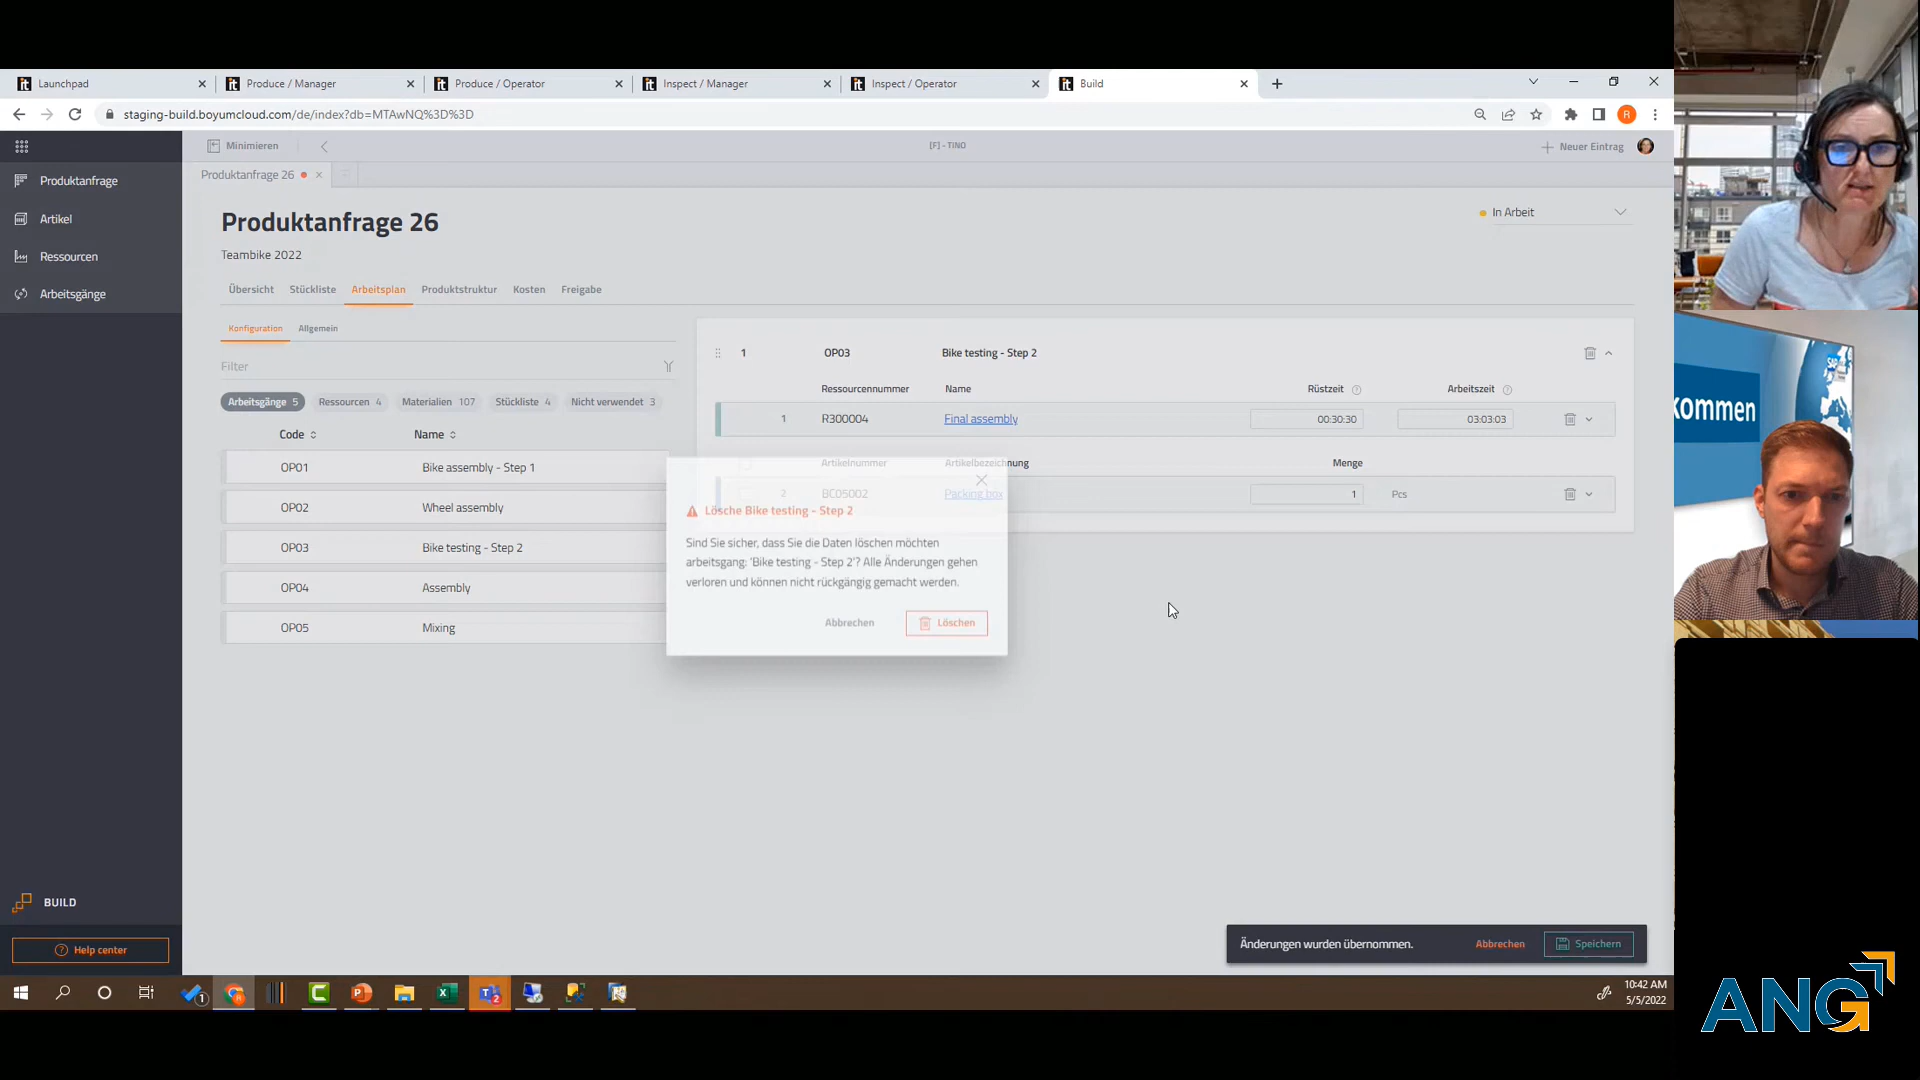 Launchpad
Produce / Manager
Produce / Operator
Inspect / Manager
Inspect / Operator
Build
staging-build.boyumcloud.com/de/index?db=MTAwNQ%3D%3D
R
Minimieren
[F] - TINO
Neuer Eintrag
Produktanfrage
Artikel
Ressourcen
Arbeitsgänge
Produktanfrage 26
Produktanfrage 26
In Arbeit
Teambike 2022
Übersicht
Stückliste
Arbeitsplan
Produktstruktur
Kosten
Freigabe
Konfiguration
Allgemein
Filter
Arbeitsgänge 5
Ressourcen 4
Materialien 107
Stückliste 4
Nicht verwendet 3
Code
Name
OP01 Bike assembly - Step 1
OP02 Wheel assembly
OP03 Bike testing - Step 2
OP04 Assembly
OP05 Mixing
1 OP03 Bike testing - Step 2
Ressourcennummer Name Rüstzeit Arbeitszeit
1 R300004 Final assembly 00:30:30 03:03:03
Artikelnummer Artikelbezeichnung Menge
2 BC05002 Packing box 1 Pcs
Lösche Bike testing - Step 2
Sind Sie sicher, dass Sie die Daten löschen möchten
arbeitsgang: 'Bike testing - Step 2'? Alle Änderungen gehen
verloren und können nicht rückgängig gemacht werden.
Abbrechen
Löschen
BUILD
Help center
Änderungen wurden übernommen.
Abbrechen
Speichern
10:42 AM
5/5/2022
kommen
ANG